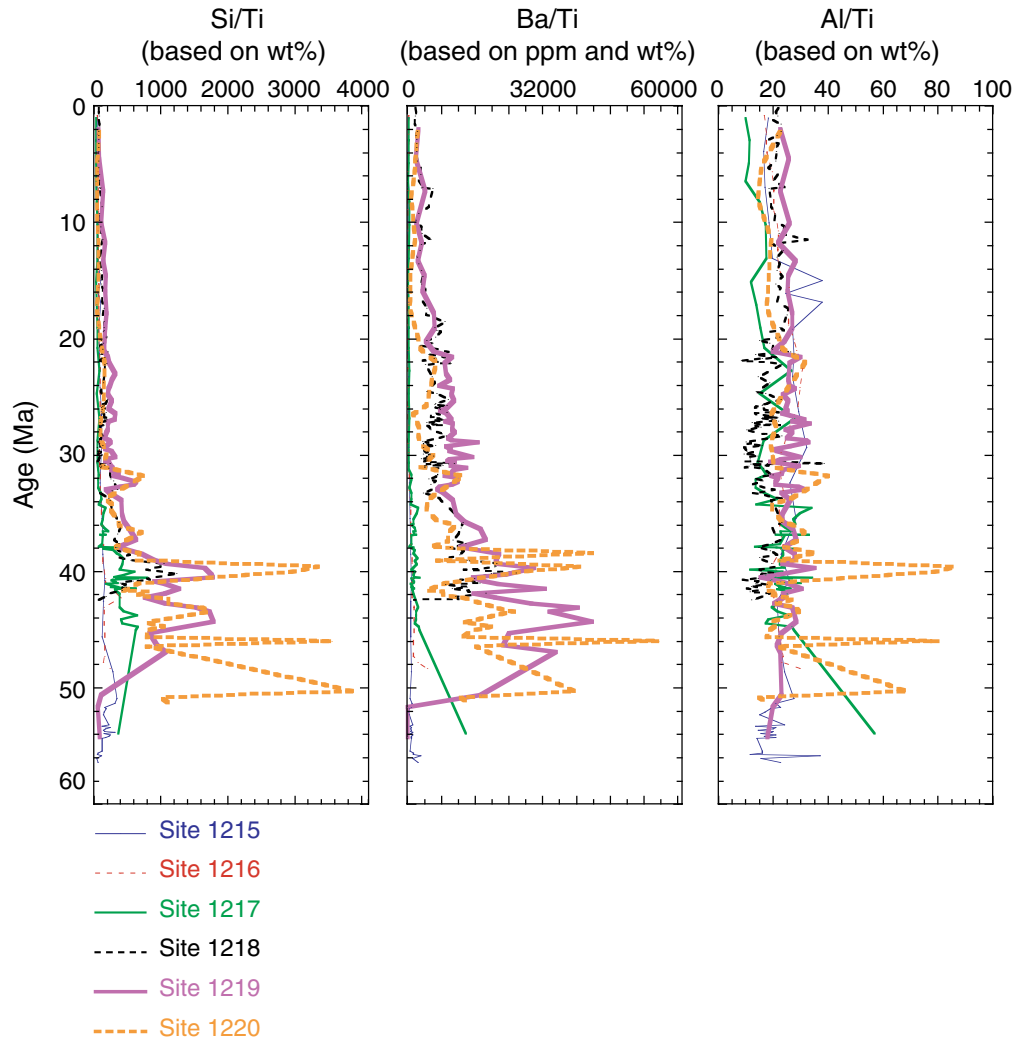 Si/Ti
(based on wt%)
Ba/Ti
(based on ppm and wt%)
Al/Ti
(based on wt%)
0 1000 2000 3000 4000
0 32000 60000
0 20 40 60 80 100
0
10
20
30
40
50
60
Age (Ma)
Site 1215
Site 1216
Site 1217
Site 1218
Site 1219
Site 1220